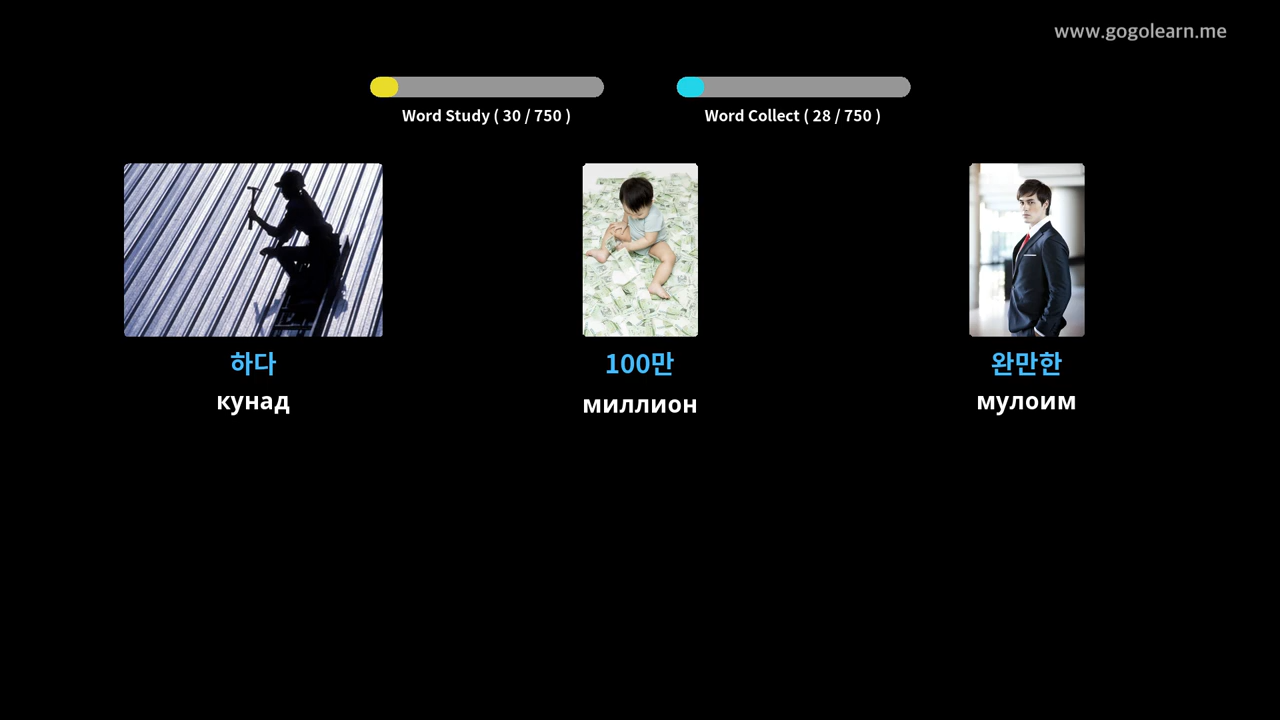 www.gogolearn.me
Word Study ( 30 / 750 )
Word Collect ( 28 / 750 )
하다
100만
완만한
кунад
миллион
мулоим